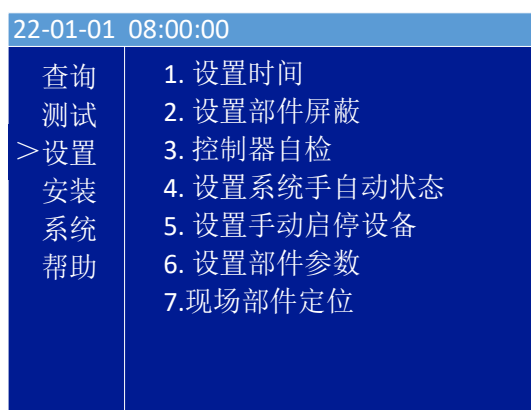 22-01-01 08:00:00
查询
测试
＞设置
安装
系统
帮助
1. 设置时间
2. 设置部件屏蔽
3. 控制器自检
4. 设置系统手自动状态
5. 设置手动启停设备
6. 设置部件参数
7.现场部件定位